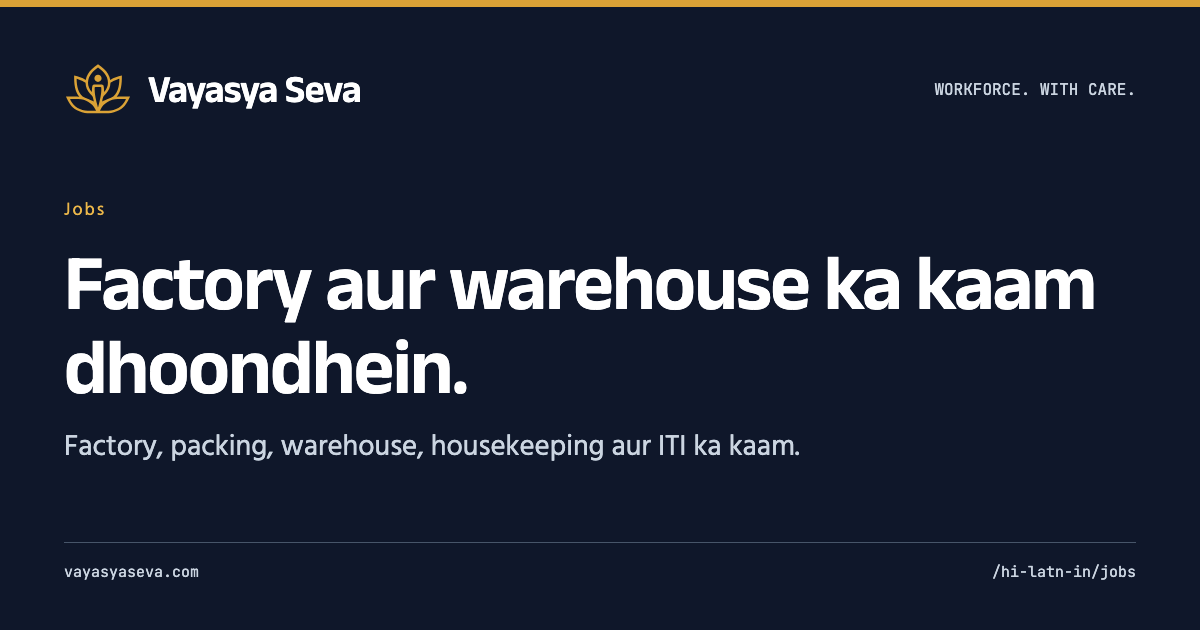 Vayasya Seva
WORKFORCE. WITH CARE.
Jobs
Factory aur warehouse ka kaam
dhoondhein.
Factory, packing, warehouse, housekeeping aur ITI ka kaam.
vayasyaseva.com
/hi-latn-in/jobs